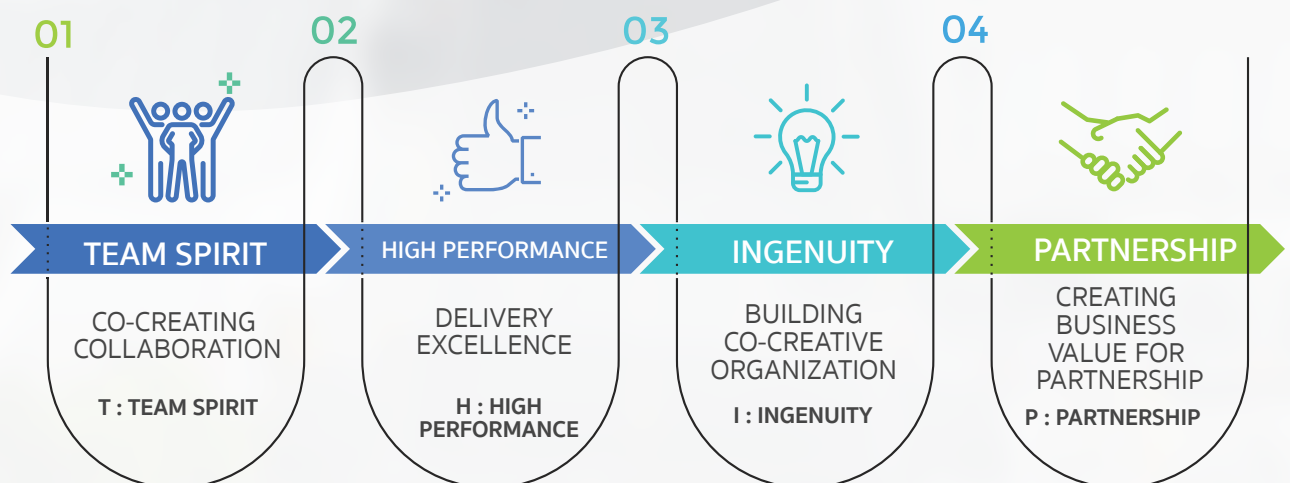 01
02
03
04
TEAM SPIRIT
HIGH PERFORMANCE
INGENUITY
PARTNERSHIP
CO-CREATING
COLLABORATION
T : TEAM SPIRIT
DELIVERY
EXCELLENCE
H : HIGH
PERFORMANCE
BUILDING
CO-CREATIVE
ORGANIZATION
I : INGENUITY
CREATING
BUSINESS
VALUE FOR
PARTNERSHIP
P : PARTNERSHIP